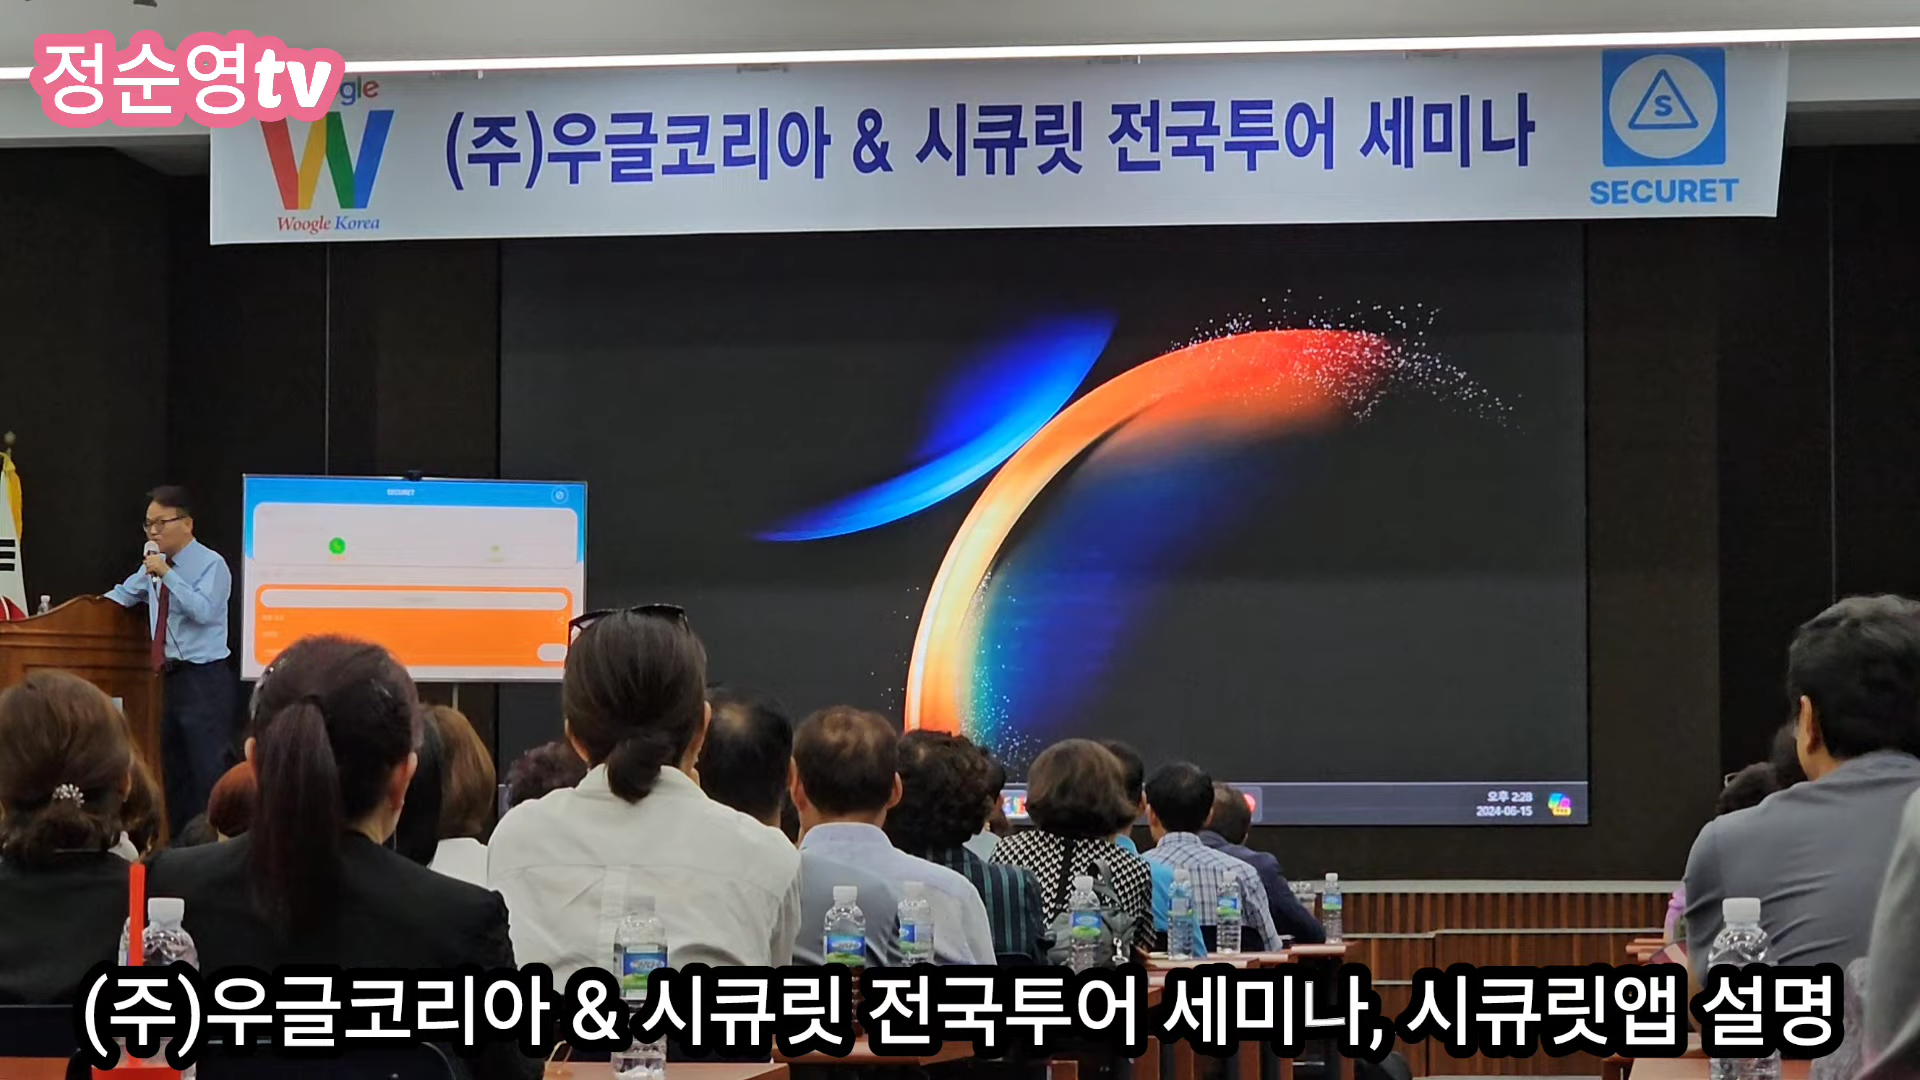 정순영tv
gle
Woogle Korea
(주)우글코리아 & 시큐릿 전국투어 세미나
S
SECURET
SECURET
오후 2:28
2024-06-15
(주)우글코리아 & 시큐릿 전국투어 세미나, 시큐릿앱 설명